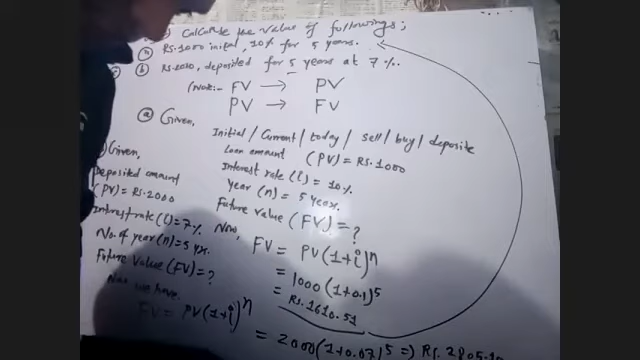 Calculate the value of followings;
(a) Rs.1000 initial, 10% for 5 years.
(b) Rs.2000, deposited for 5 years at 7%.
(Note:- FV → PV
PV → FV
(a) Given,
Initial / Current / today / sell / buy / deposite
Loan amount (PV) = Rs.1000
Interest rate (i) = 10%
year (n) = 5 years.
Future value (FV) = ?
Now,
FV = PV(1+i)^n
= 1000(1+0.1)^5
= Rs.1610.51
Given,
Deposited amount
(PV) = Rs.2000
Interest rate (i) = 7%
No. of year (n) = 5 yrs.
Future value (FV) = ?
Now we have,
FV = PV(1+i)^n
= 2000(1+0.07)^5 => Rs. 2805.10